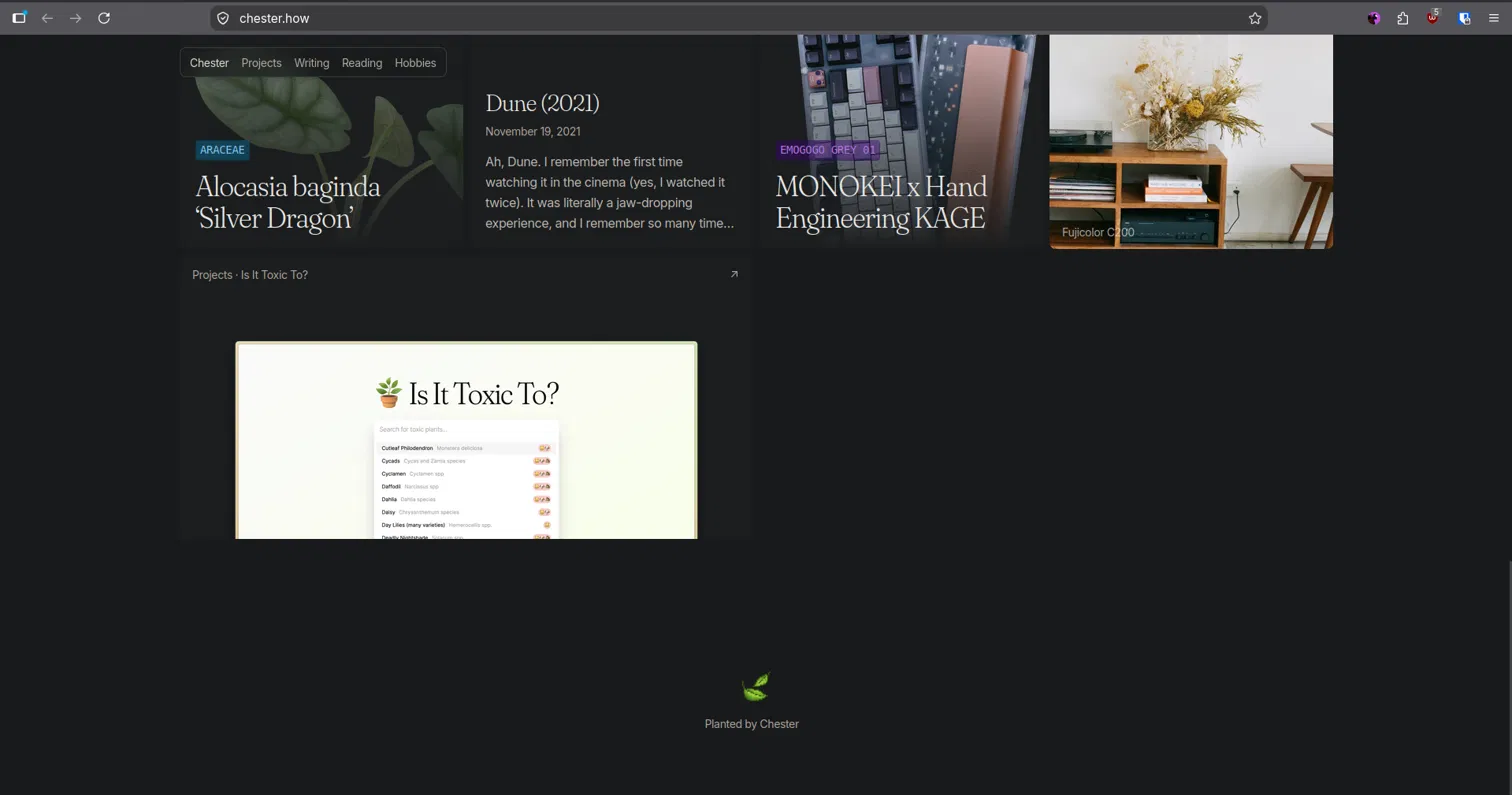 chester.how
5
Chester Projects Writing Reading Hobbies
ARACEAE
Alocasia baginda
‘Silver Dragon’
Dune (2021)
November 19, 2021
Ah, Dune. I remember the first time
watching it in the cinema (yes, I watched it
twice). It was literally a jaw-dropping
experience, and I remember so many time...
EMOGOGO GREY 01
MONOKEI x Hand
Engineering KAGE
Fujicolor C200
Projects · Is It Toxic To?
Is It Toxic To?
Search for toxic plants...
Cutleaf Philodendron Monstera deliciosa
Cycads Cycas and Zamia species
Cyclamen Cyclamen spp
Daffodil Narcissus spp
Dahlia Dahlia species
Daisy Chrysanthemum species
Day Lilies (many varieties) Hemerocallis spp.
Deadly Nightshade
Planted by Chester